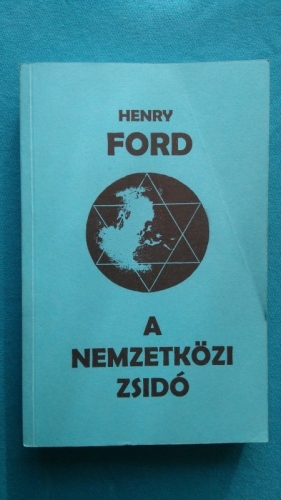 HENRY
FORD
A
NEMZETKÖZI
ZSIDÓ